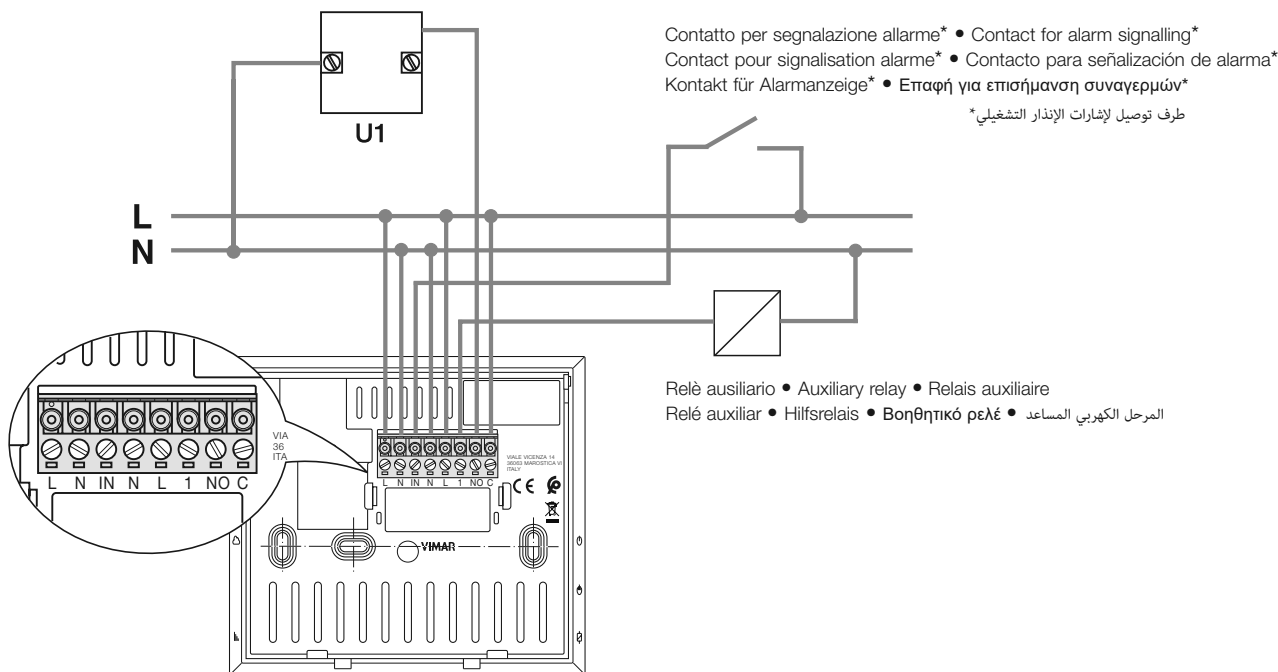 Contatto per segnalazione allarme* • Contact for alarm signalling*
Contact pour signalisation alarme* • Contacto para señalización de alarma*
Kontakt für Alarmanzeige* • Επαφή για επισήμανση συναγερμών*
طرف توصيل لإشارات الإنذار التشغيلي*
U1
L
N
Relè ausiliario • Auxiliary relay • Relais auxiliaire
Relé auxiliar • Hilfsrelais • Βοηθητικό ρελέ • المرحل الكهربي المساعد
VIA
36
ITA
L N IN N L 1 NO C
VIALE VICENZA 14
36063 MAROSTICA VI
ITALY
L N IN N L 1 NO C
CE
VIMAR